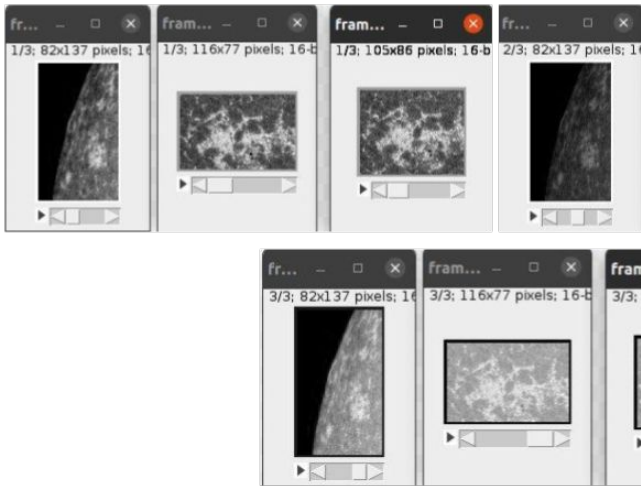 fr...
1/3; 82x137 pixels; 16
fram...
1/3; 116x77 pixels; 16-b
fram...
1/3; 105x86 pixels; 16-b
fr...
2/3; 82x137 pixels; 16
fr...
3/3; 82x137 pixels; 16
fram...
3/3; 116x77 pixels; 16-b
fram
3/3;